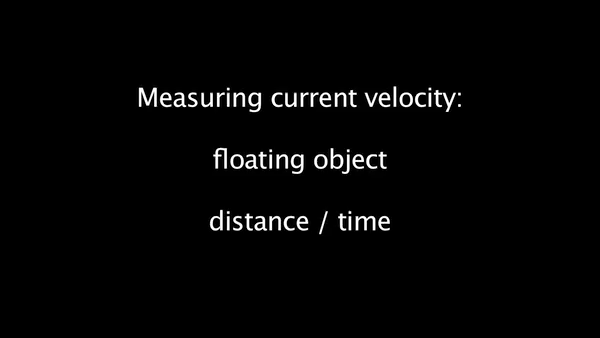 Measuring current velocity:
floating object
distance / time